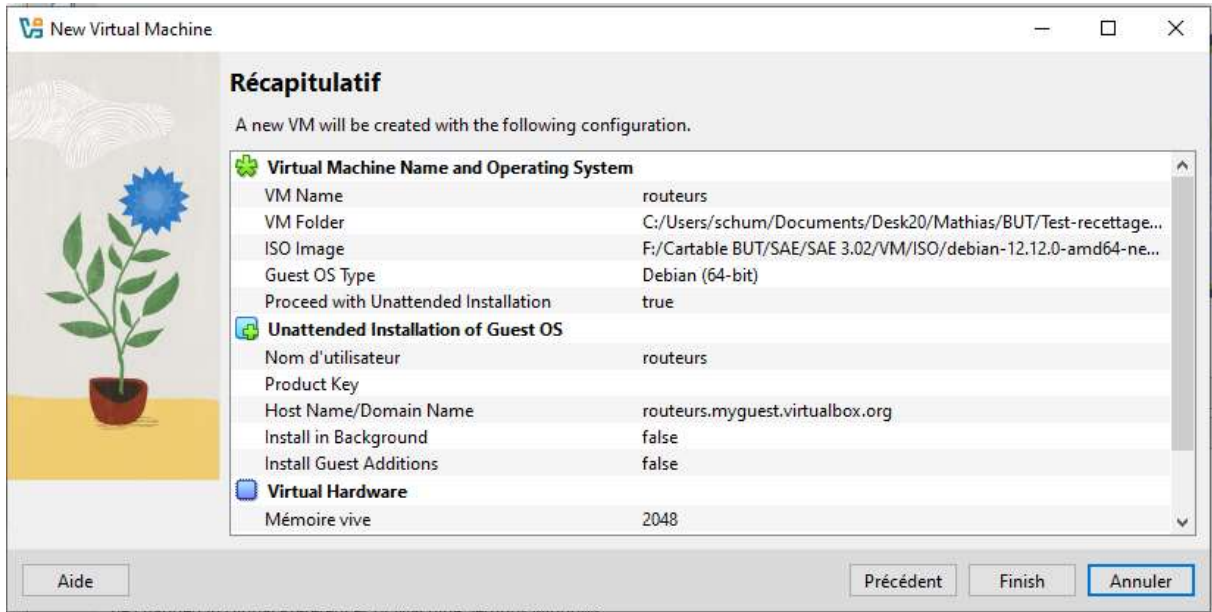 New Virtual Machine
Récapitulatif
A new VM will be created with the following configuration.
Virtual Machine Name and Operating System
VM Name routeurs
VM Folder C:/Users/schum/Documents/Desk20/Mathias/BUT/Test-recettage...
ISO Image F:/Cartable BUT/SAE/SAE 3.02/VM/ISO/debian-12.12.0-amd64-ne...
Guest OS Type Debian (64-bit)
Proceed with Unattended Installation true
Unattended Installation of Guest OS
Nom d'utilisateur routeurs
Product Key
Host Name/Domain Name routeurs.myguest.virtualbox.org
Install in Background false
Install Guest Additions false
Virtual Hardware
Mémoire vive 2048
Aide Précédent Finish Annuler